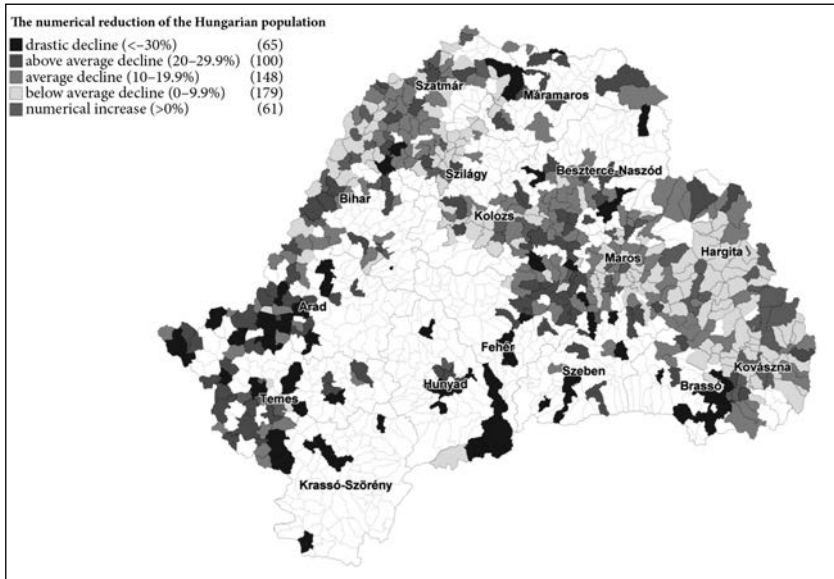 The numerical reduction of the Hungarian population
drastic decline (<–30%) (65)
above average decline (20–29.9%) (100)
average decline (10–19.9%) (148)
below average decline (0–9.9%) (179)
numerical increase (>0%) (61)
Szatmár
Máramaros
Szilágy
Beszterce-Naszód
Bihar
Kolozs
Maros
Hargita
Arad
Fehér
Szeben
Kovászna
Brassó
Hunyad
Temes
Krassó-Szörény